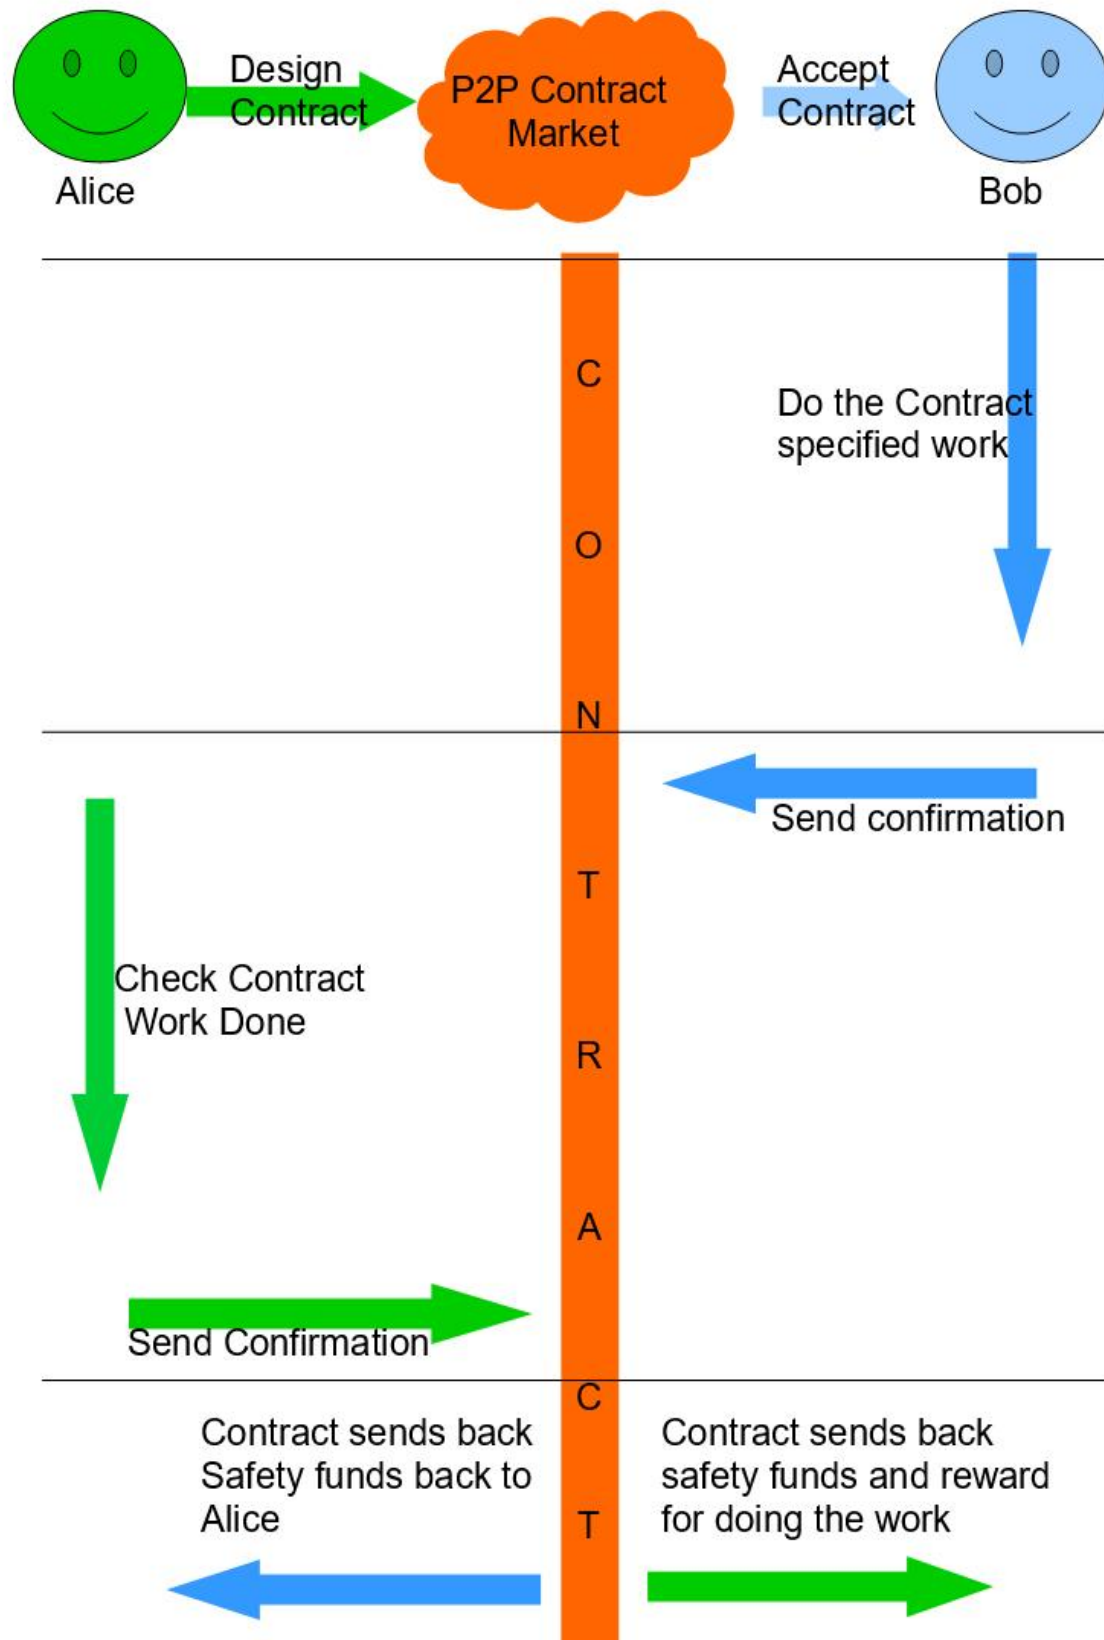 Design
Contract
P2P Contract
Market
Accept
Contract
Alice
Bob
C
O
N
T
R
A
C
T
Do the Contract
specified work
Send confirmation
Check Contract
Work Done
Send Confirmation
Contract sends back
Safety funds back to
Alice
Contract sends back
safety funds and reward
for doing the work